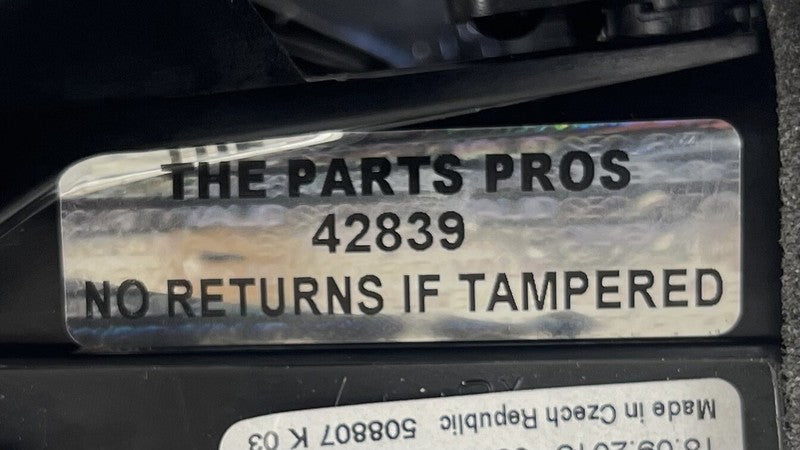 THE PARTS PROS
42839
NO RETURNS IF TAMPERED
Made in Czech Republic 508807 K 03